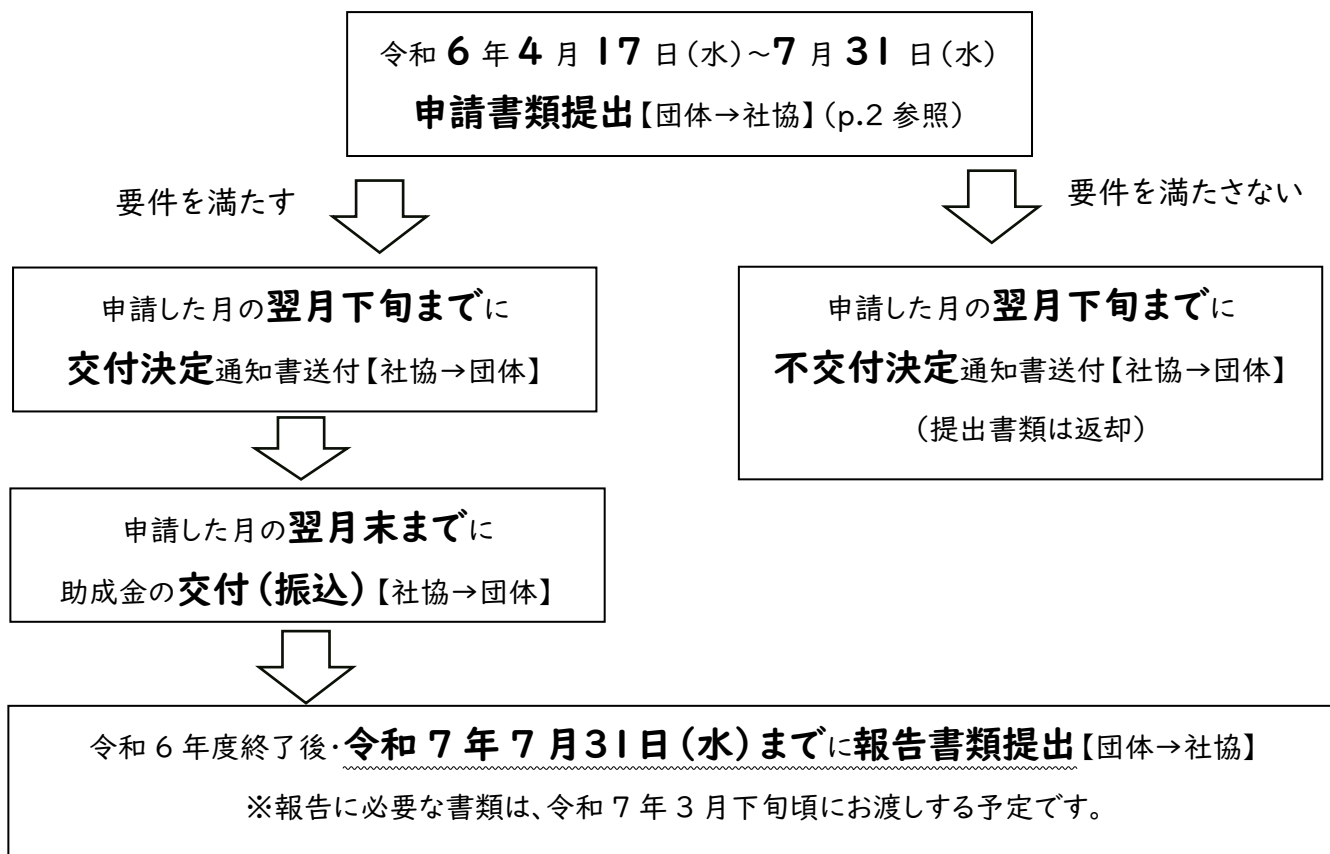 令和6年4月17日(水)~7月31日(水)
申請書類提出【団体→社協】(p.2参照)
要件を満たす
要件を満たさない
申請した月の翌月下旬までに
交付決定通知書送付【社協→団体】
申請した月の翌月下旬までに
不交付決定通知書送付【社協→団体】
(提出書類は返却)
申請した月の翌月末までに
助成金の交付(振込)【社協→団体】
令和6年度終了後・令和7年7月31日(水)までに報告書類提出【団体→社協】
※報告に必要な書類は、令和7年3月下旬頃にお渡しする予定です。